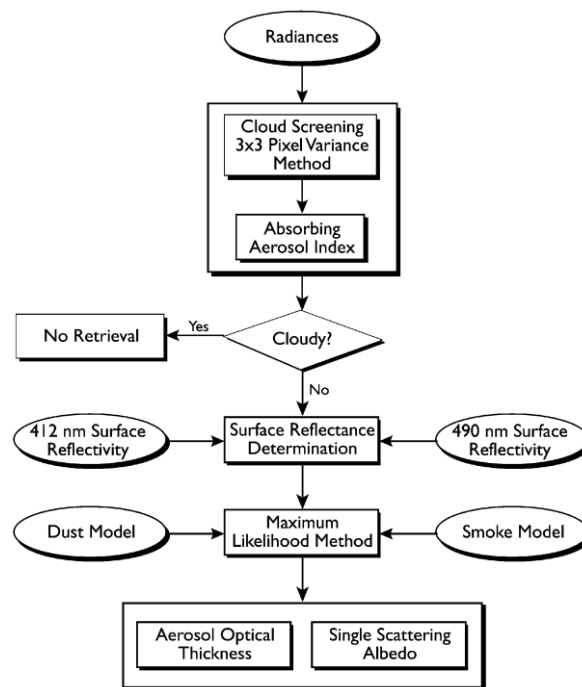 Radiances
Cloud Screening
3x3 Pixel Variance
Method
Absorbing
Aerosol Index
No Retrieval
Yes
Cloudy?
No
412 nm Surface
Reflectivity
Surface Reflectance
Determination
490 nm Surface
Reflectivity
Dust Model
Maximum
Likelihood Method
Smoke Model
Aerosol Optical
Thickness
Single Scattering
Albedo